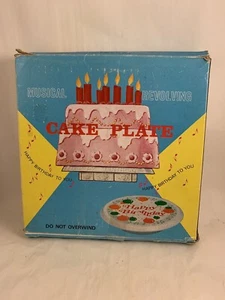 MUSICAL REVOLVING
CAKE PLATE
HAPPY BIRTHDAY TO YOU
HAPPY BIRTHDAY TO YOU
Happy
Birthday
DO NOT OVERWIND